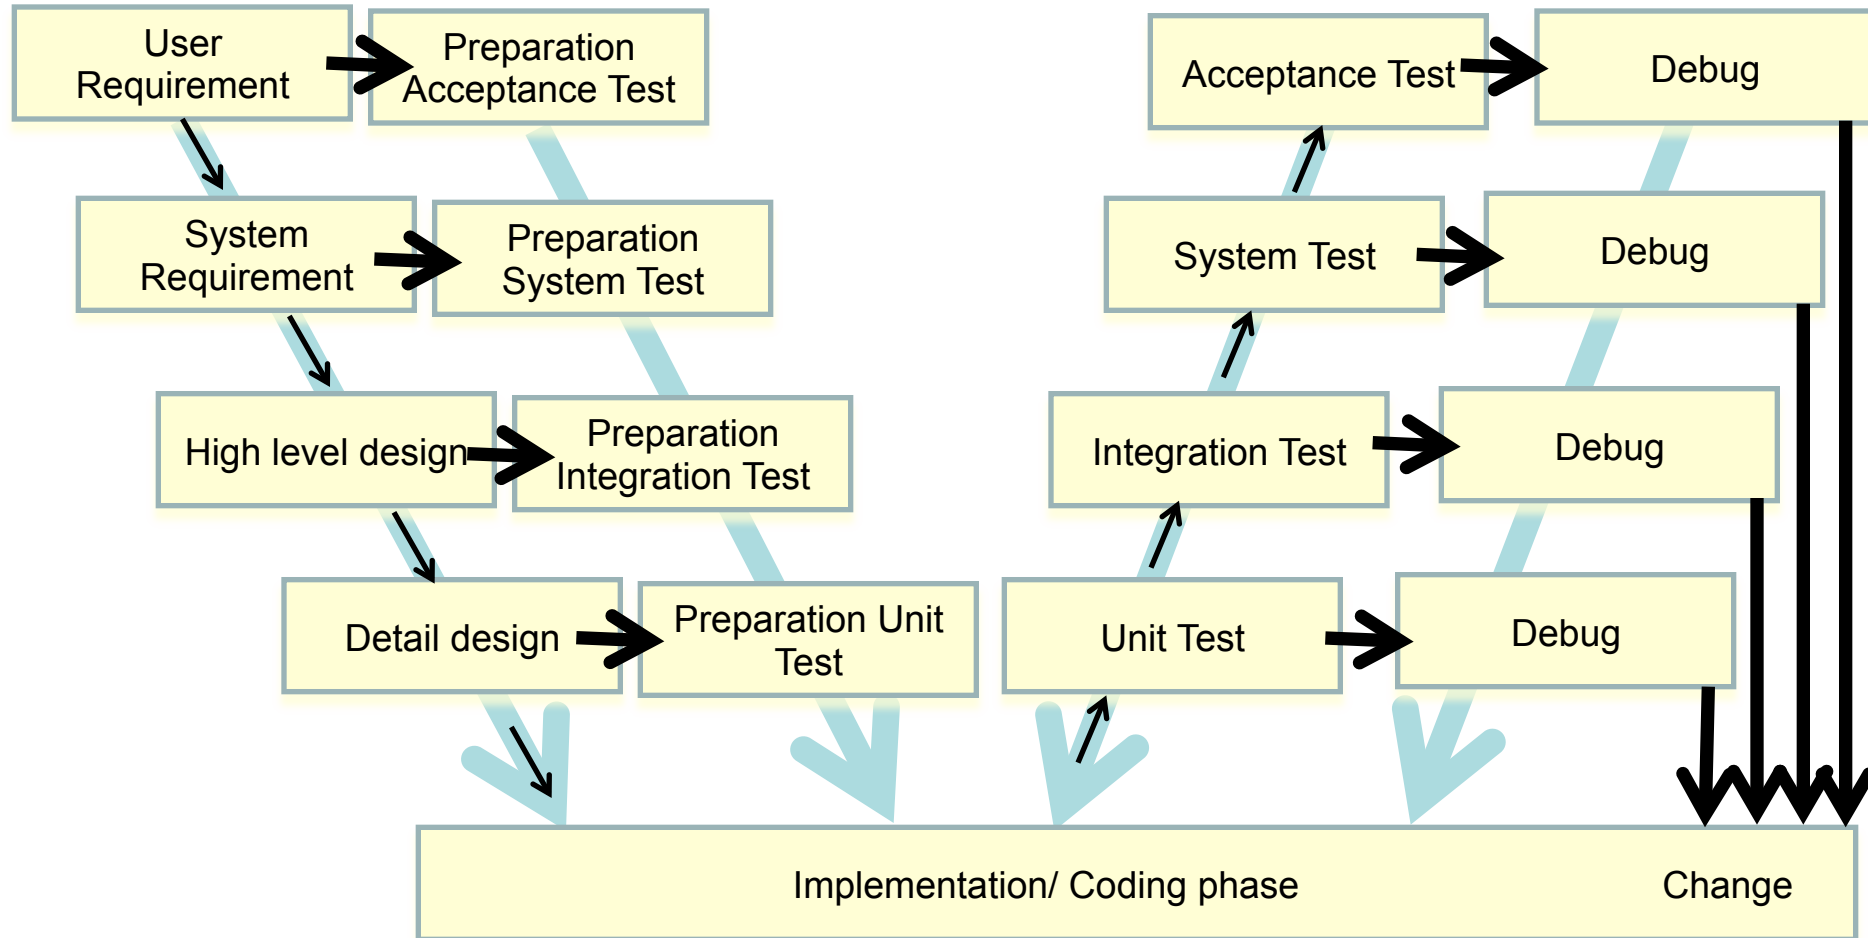 User
Requirement
Preparation
Acceptance Test
Acceptance Test
Debug
System
Requirement
Preparation
System Test
System Test
Debug
High level design
Preparation
Integration Test
Integration Test
Debug
Detail design
Preparation Unit
Test
Unit Test
Debug
Implementation/ Coding phase
Change